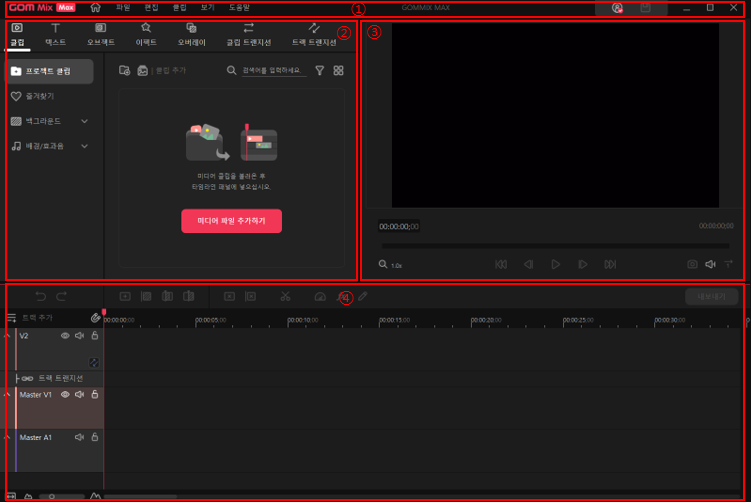 GOM Mix Max 파일 편집 클립 보기 도움말 ① GOMMIX MAX
클립 텍스트 오브젝트 이펙트 오버레이 클립 트랜지션 트랙 트랜지션 ②
프로젝트 클립
즐겨찾기
백그라운드
배경/효과음
클립 추가 검색어를 입력하세요.
미디어 클립을 불러온 후
타임라인 패널에 넣으십시오.
미디어 파일 추가하기
③
00:00:00;00 00:00:00;00
1.0x
④ 내보내기
트랙 추가 00:00:00;00 00:00:05;00 00:00:10;00 00:00:15;00 00:00:20;00 00:00:25;00 00:00:30;00
V2
트랙 트랜지션
Master V1
Master A1